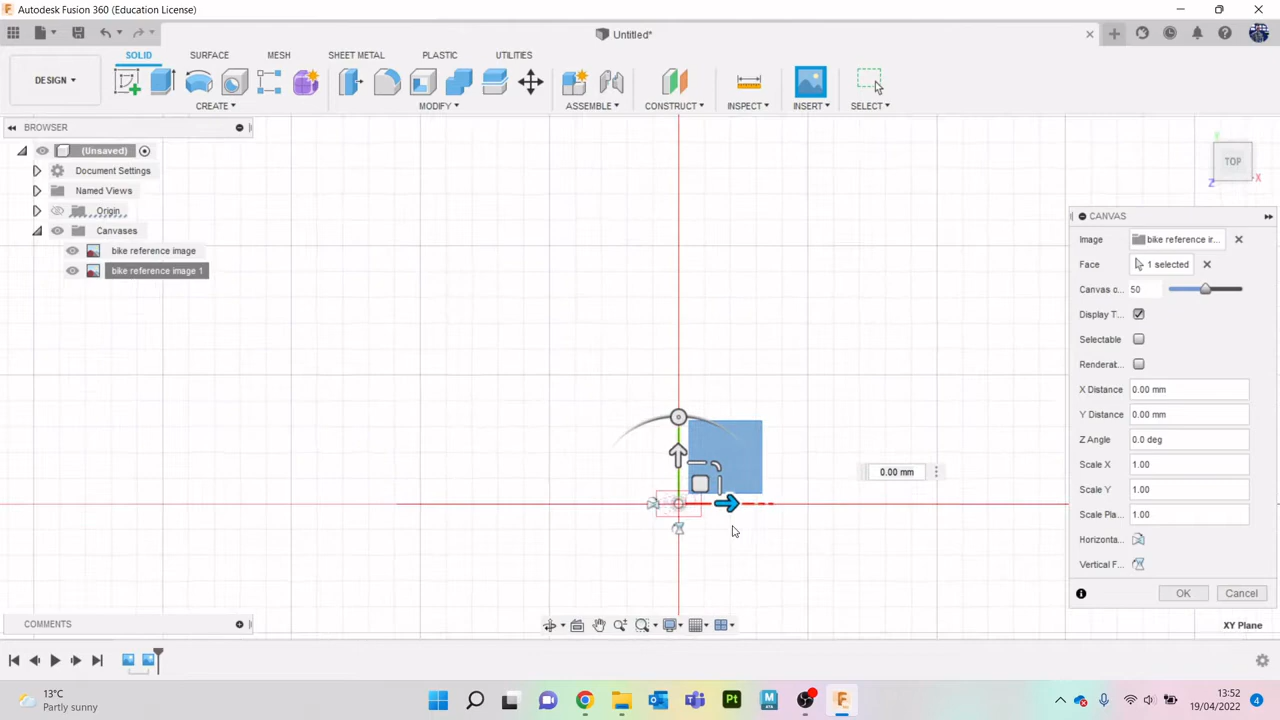 Autodesk Fusion 360 (Education License)
Untitled*
SOLID SURFACE MESH SHEET METAL PLASTIC UTILITIES
DESIGN
CREATE MODIFY ASSEMBLE CONSTRUCT INSPECT INSERT SELECT
BROWSER
(Unsaved)
Document Settings
Named Views
Origin
Canvases
bike reference image
bike reference image 1
TOP
Z
X
CANVAS
Image bike reference ir...
Face 1 selected
Canvas o... 50
Display T...
Selectable
Renderat...
X Distance 0.00 mm
Y Distance 0.00 mm
Z Angle 0.0 deg
Scale X 1.00
Scale Y 1.00
Scale Pla... 1.00
Horizonta...
Vertical F...
OK Cancel
0.00 mm
COMMENTS
XY Plane
13°C
Partly sunny
Pt
13:52
19/04/2022
4